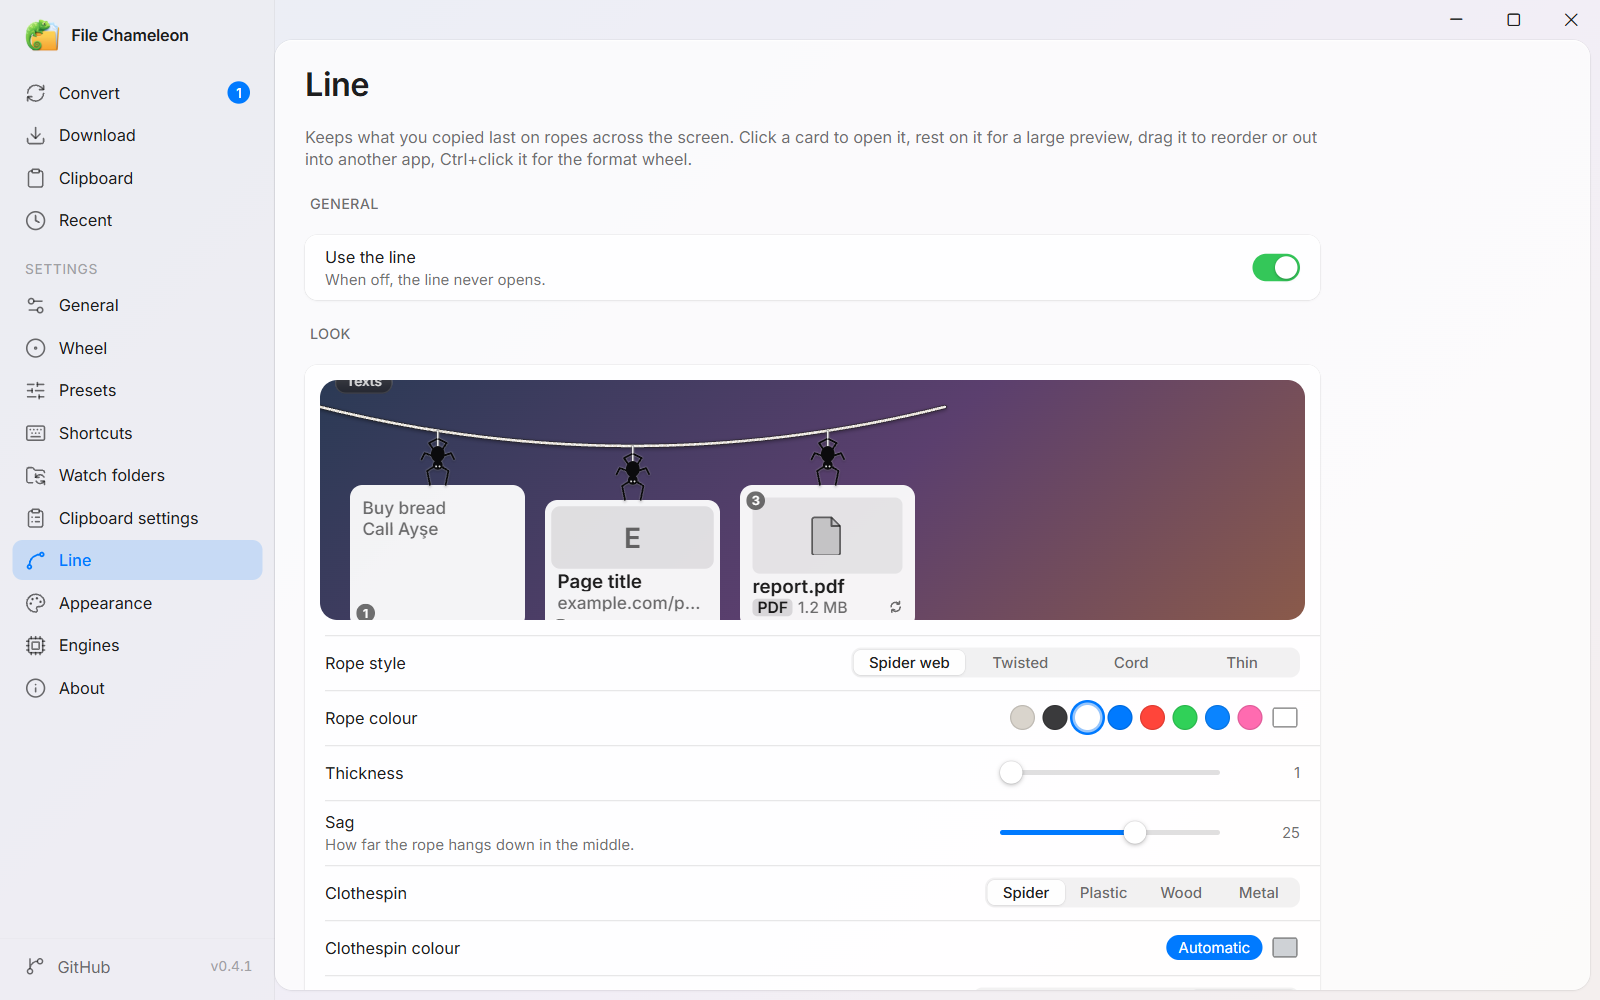 File Chameleon
Convert
1
Download
Clipboard
Recent
SETTINGS
General
Wheel
Presets
Shortcuts
Watch folders
Clipboard settings
Line
Appearance
Engines
About
GitHub
v0.4.1
Line
Keeps what you copied last on ropes across the screen. Click a card to open it, rest on it for a large preview, drag it to reorder or out
into another app, Ctrl+click it for the format wheel.
GENERAL
Use the line
When off, the line never opens.
LOOK
Texts
Buy bread
Call Ayşe
1
E
Page title
example.com/p...
3
report.pdf
PDF 1.2 MB
Rope style
Spider web Twisted Cord Thin
Rope colour
Thickness
1
Sag
How far the rope hangs down in the middle.
25
Clothespin
Spider Plastic Wood Metal
Clothespin colour
Automatic